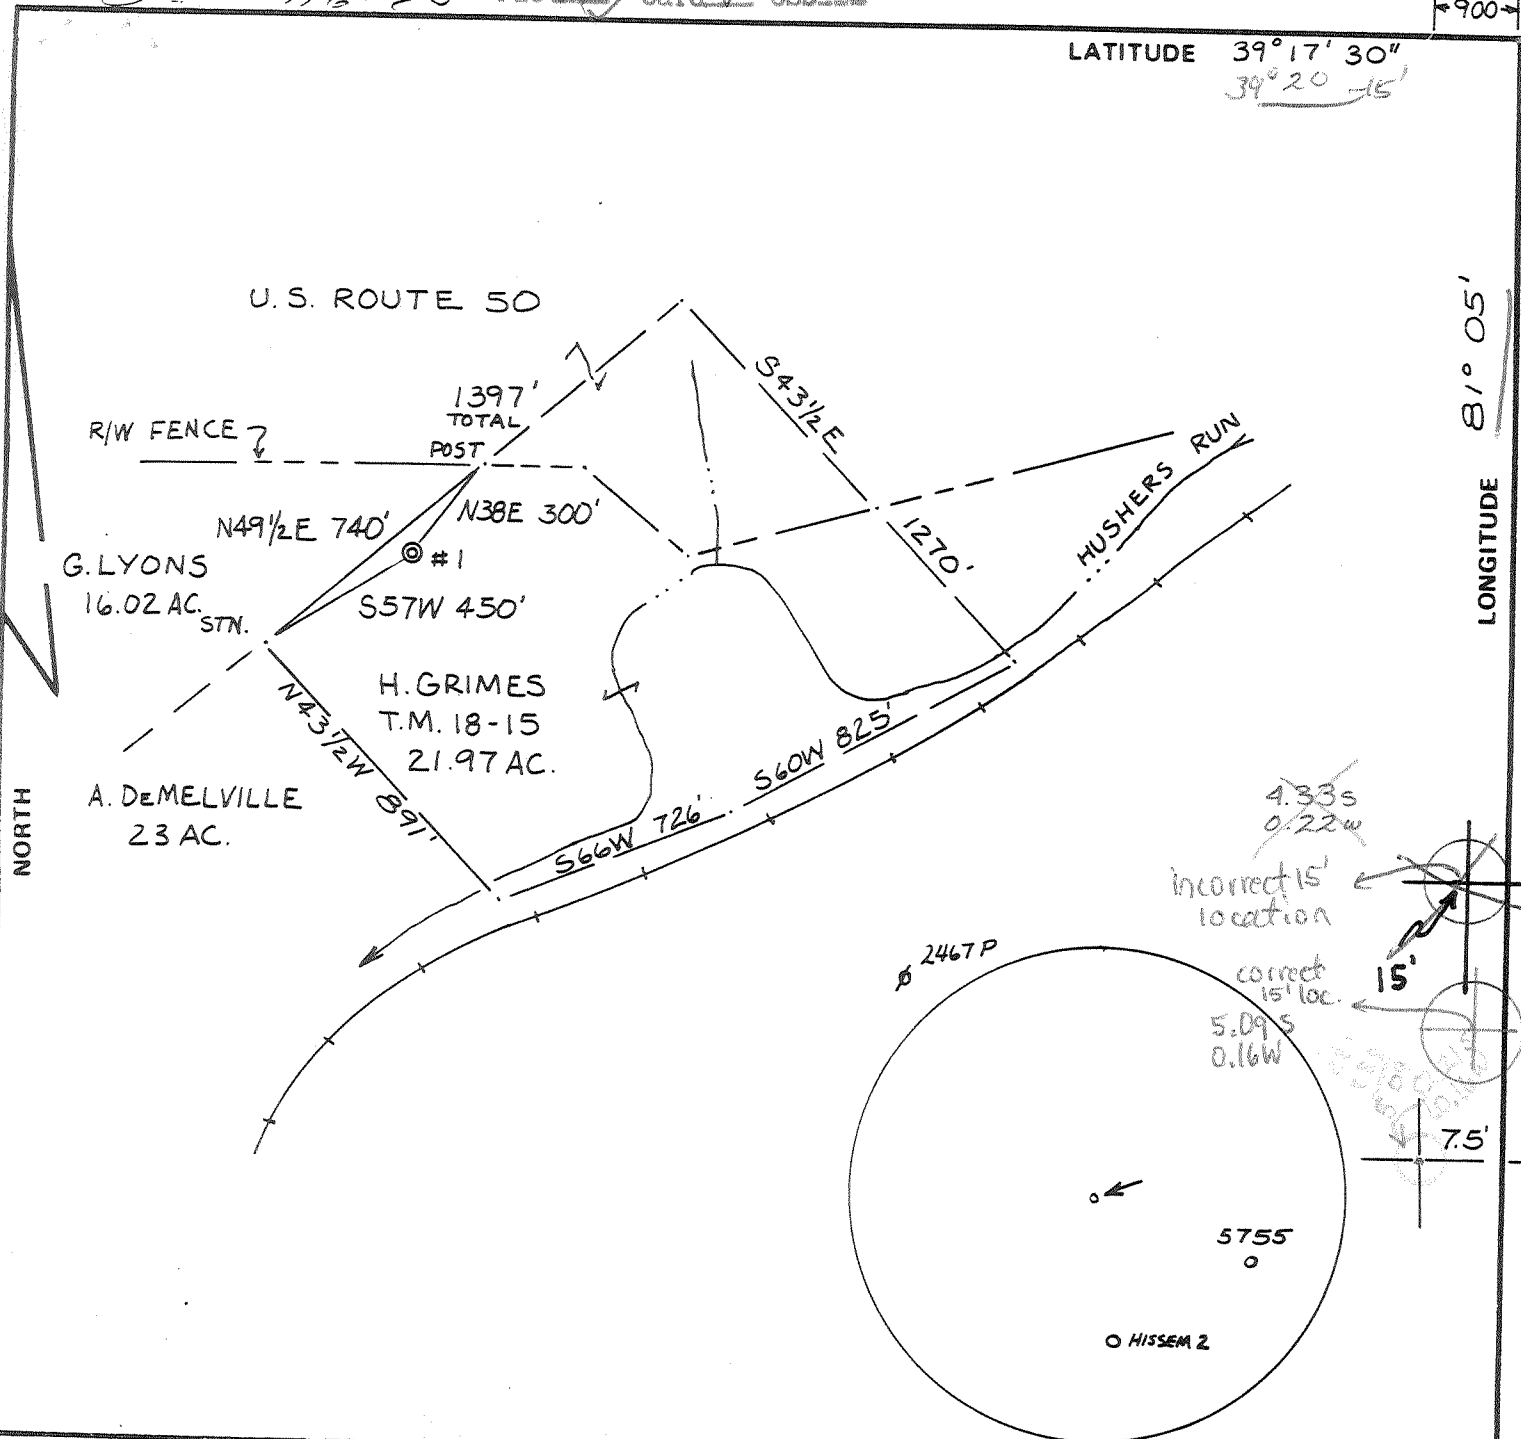 900
LATITUDE 39° 17' 30"
39° 20 -15'
U.S. ROUTE 50
81° 05'
LONGITUDE
1397'
TOTAL
POST
R/W FENCE
S43½E
1270'
HUSHERS RUN
N49½E 740'
N38E 300'
#1
G. LYONS
16.02 AC.
STN.
S57W 450'
H. GRIMES
T.M. 18-15
21.97 AC.
N43½W 891'
A. DEMELVILLE
23 AC.
NORTH
S66W 726'
S60W 825'
4.33s
0.22w
incorrect 15'
location
15'
correct
15' loc.
5.09 S
0.16W
2467 P
7.5'
5755
HISSEM 2